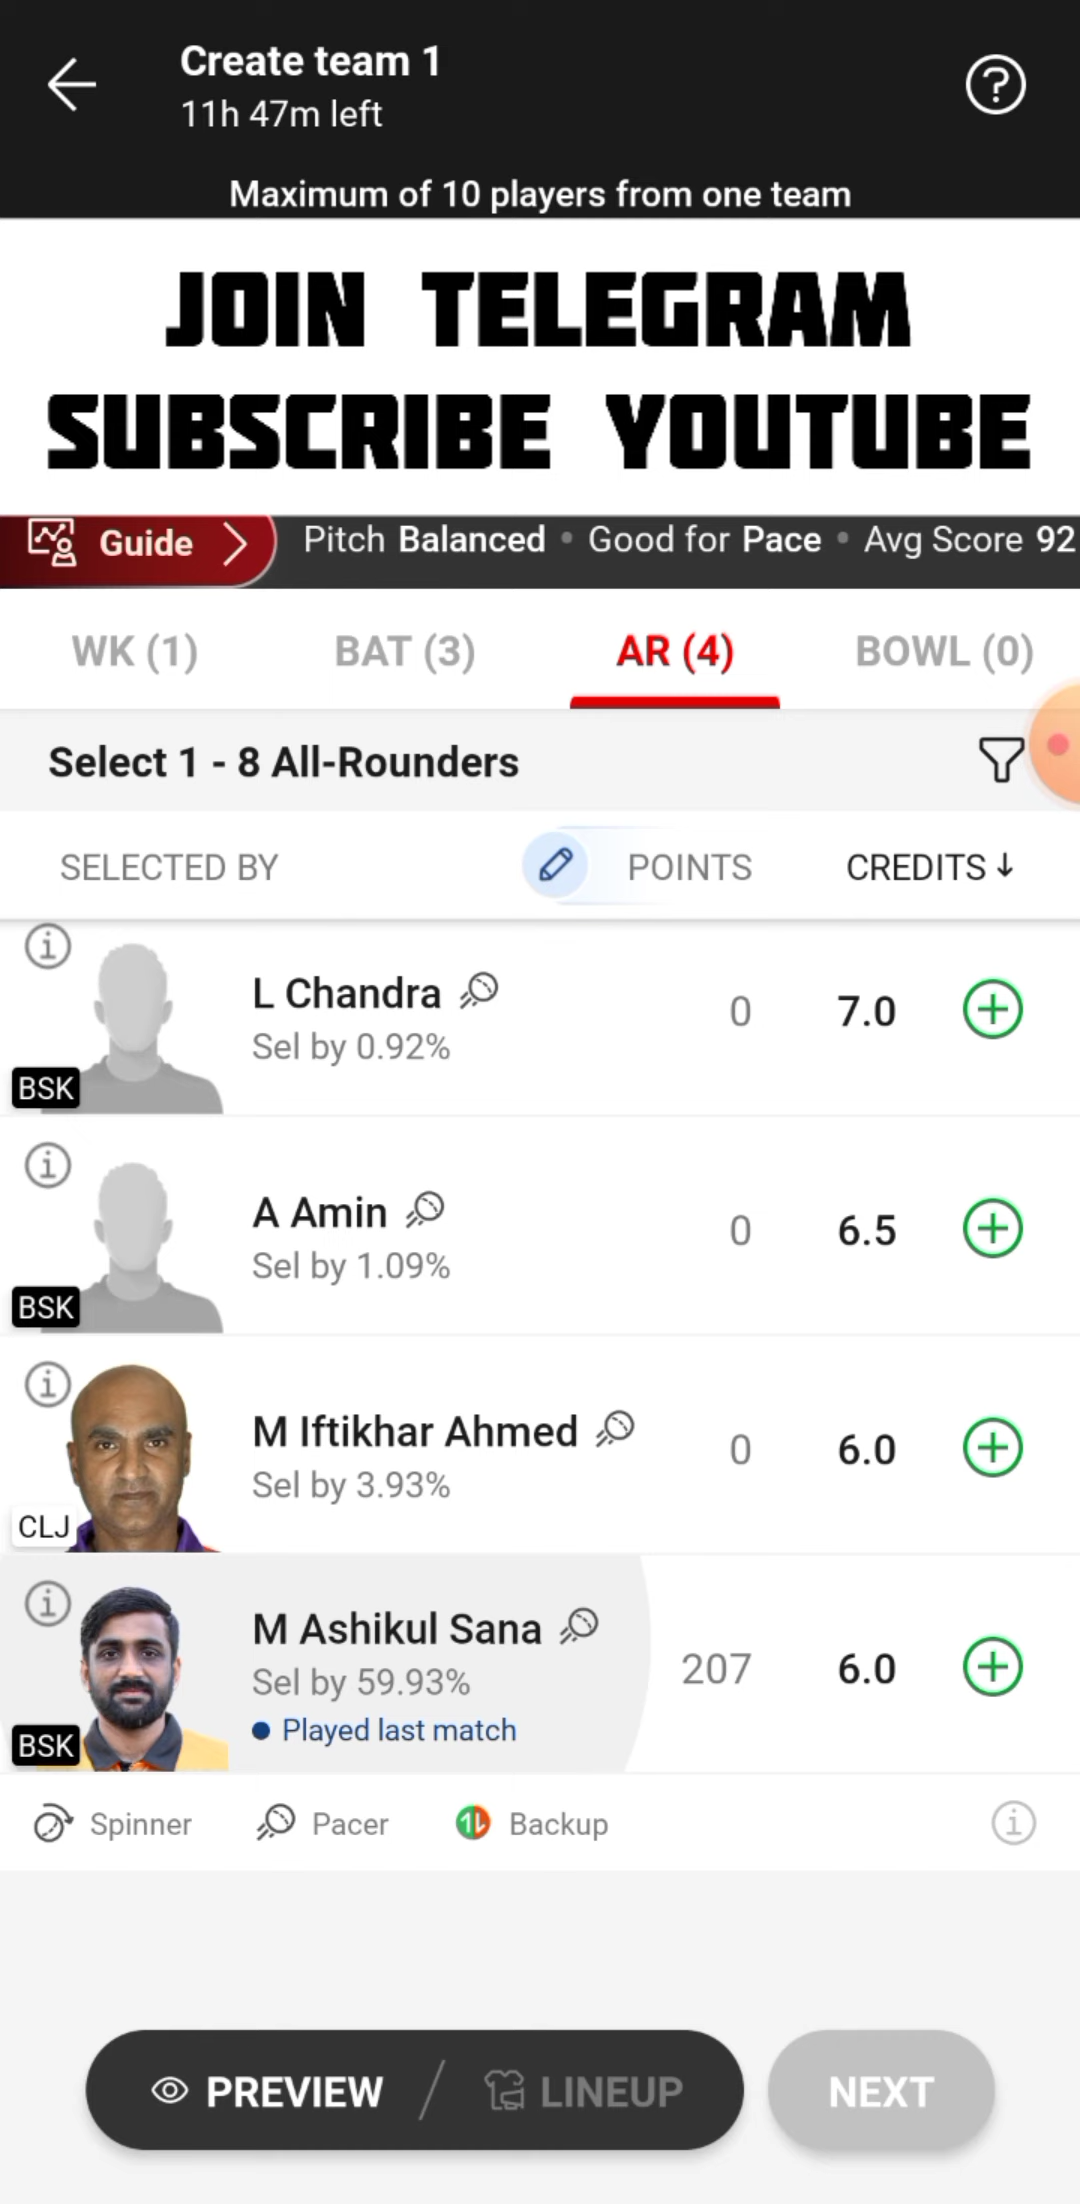 Create team 1
11h 47m left
Maximum of 10 players from one team
JOIN TELEGRAM
SUBSCRIBE YOUTUBE
Guide Pitch Balanced • Good for Pace • Avg Score 92
WK (1) BAT (3) AR (4) BOWL (0)
Select 1 - 8 All-Rounders
SELECTED BY POINTS CREDITS ↓
L Chandra
Sel by 0.92%
0 7.0
BSK
A Amin
Sel by 1.09%
0 6.5
BSK
M Iftikhar Ahmed
Sel by 3.93%
0 6.0
CLJ
M Ashikul Sana
Sel by 59.93%
• Played last match
207 6.0
BSK
Spinner Pacer Backup
PREVIEW / LINEUP NEXT